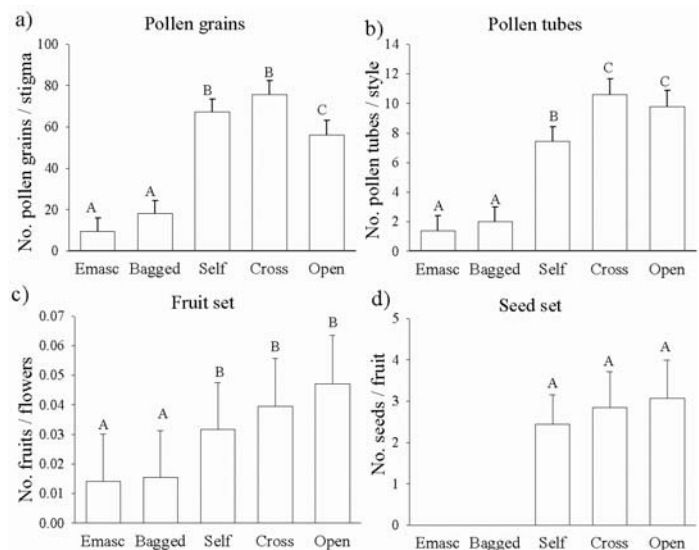 a)
Pollen grains
No. pollen grains / stigma
100
80
60
40
20
0
A
A
B
B
C
Emasc Bagged Self Cross Open
b)
Pollen tubes
No. pollen tubes / style
14
12
10
8
6
4
2
0
A
A
B
C
C
Emasc Bagged Self Cross Open
c)
Fruit set
No. fruits / flowers
0.07
0.06
0.05
0.04
0.03
0.02
0.01
0.00
A
A
B
B
B
Emasc Bagged Self Cross Open
d)
Seed set
No. seeds / fruit
5
4
3
2
1
0
A
A
A
Emasc Bagged Self Cross Open